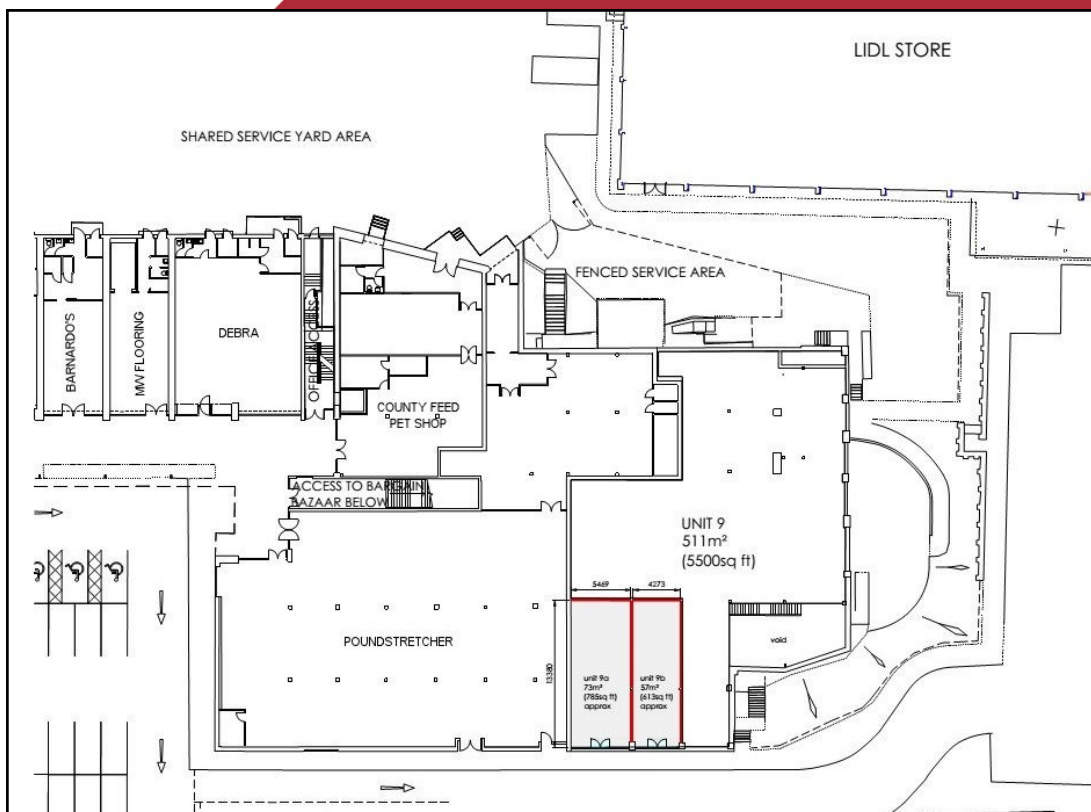 LIDL STORE
SHARED SERVICE YARD AREA
FENCED SERVICE AREA
BARNARDO'S
MW FLOORING
DEBRA
OFFICE ACCESS
COUNTY FEED
PET SHOP
ACCESS TO BARGAIN
BAZAAR BELOW
UNIT 9
511m²
(5500sq ft)
5469
4273
13380
POUNDSTRETCHER
unit 9a
73m²
(785sq ft)
approx
unit 9b
57m²
(613sq ft)
approx
void